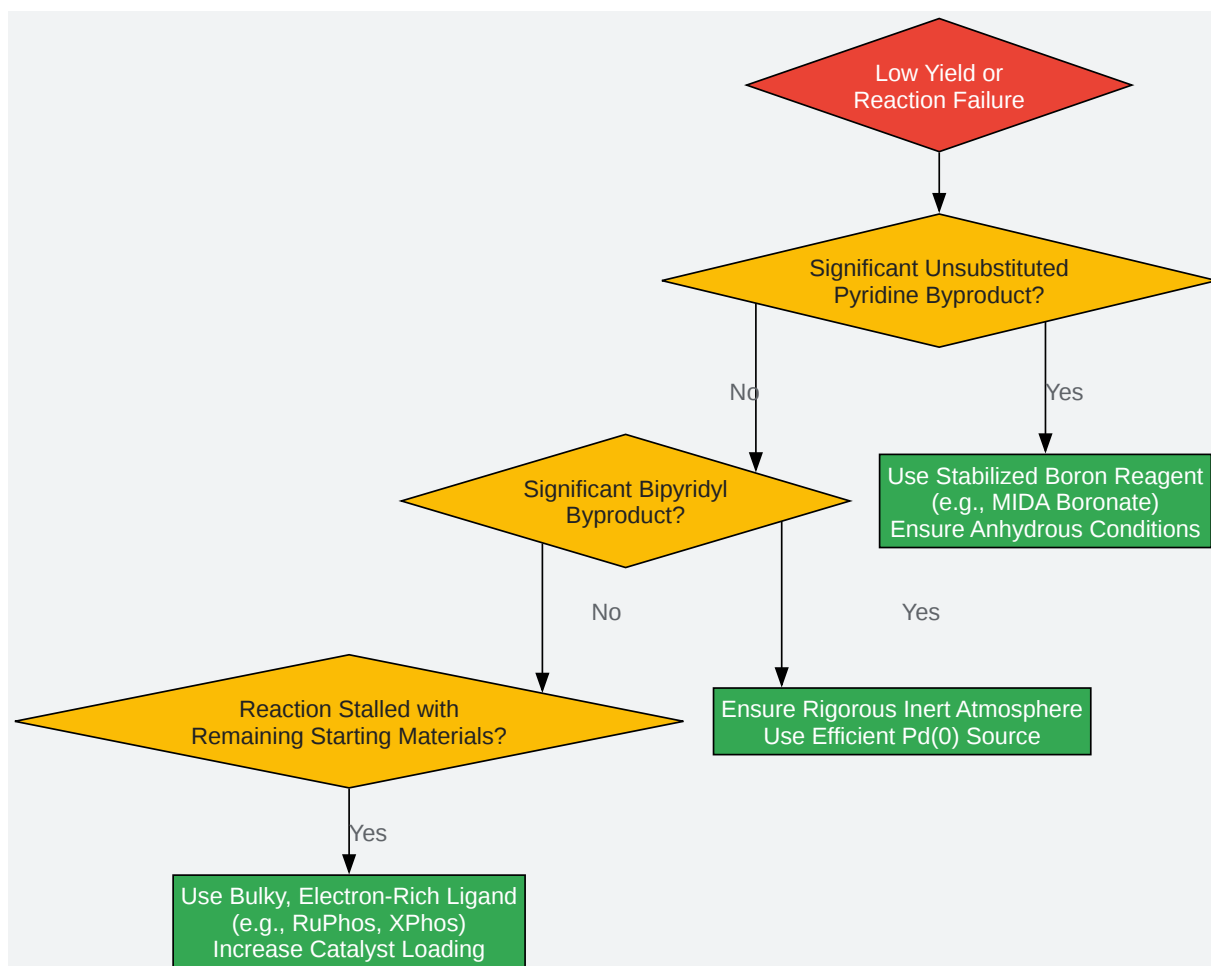 Low Yield or
Reaction Failure
Significant Unsubstituted
Pyridine Byproduct?
No
Yes
Significant Bipyridyl
Byproduct?
Use Stabilized Boron Reagent
(e.g., MIDA Boronate)
Ensure Anhydrous Conditions
No
Yes
Reaction Stalled with
Remaining Starting Materials?
Ensure Rigorous Inert Atmosphere
Use Efficient Pd(0) Source
Yes
Use Bulky, Electron-Rich Ligand
(e.g., RuPhos, XPhos)
Increase Catalyst Loading